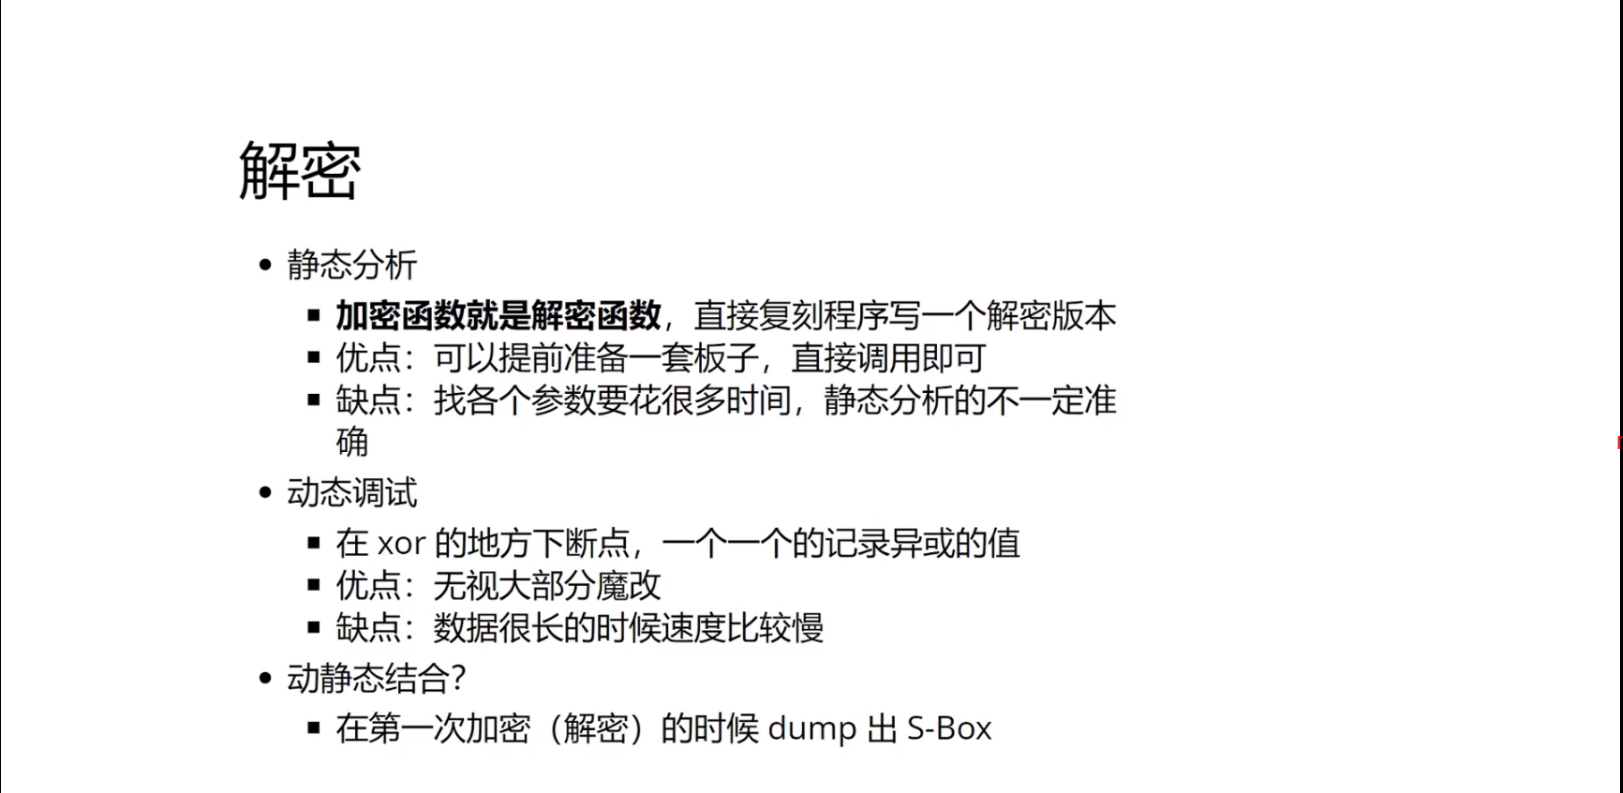 解密
静态分析
加密函数就是解密函数，直接复刻程序写一个解密版本
优点：可以提前准备一套板子，直接调用即可
缺点：找各个参数要花很多时间，静态分析的不一定准
确
动态调试
在 xor 的地方下断点，一个一个的记录异或的值
优点：无视大部分魔改
缺点：数据很长的时候速度比较慢
动静态结合？
在第一次加密（解密）的时候 dump 出 S-Box